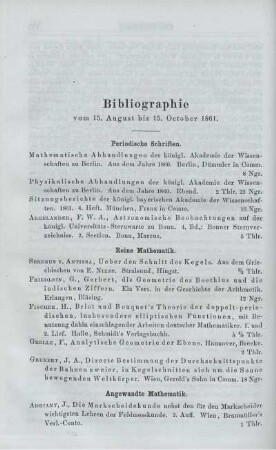 Bibliographie
vom 15. August bis 15. October 1861.
Periodische Schriften.
Mathematische Abhandlungen der königl. Akademie der Wissen-
schaften zu Berlin. Aus dem Jahre 1860. Berlin, Dümmler in Comm.
8 Ngr.
Physikalische Abhandlungen der königl. Akademie der Wissen-
schaften zu Berlin. Aus dem Jahre 1860. Ebend. 2 Thlr. 22 Ngr.
Sitzungsberichte der königl. bayerischen Akademie der Wissenschaf-
ten. 1861. 4. Heft. München, Franz in Comm. 16 Ngr.
Argelander, F. W. A., Astronomische Beobachtungen auf der
königl. Universitäts-Sternwarte zu Bonn. 4. Bd.: Bonner Sternver-
zeichniss. 2. Section. Bonn, Marcus. 5 Thlr.
Reine Mathematik.
Serenus v. Antissa, Ueber den Schnitt des Kegels. Aus dem Grie-
chischen von E. Nizze. Stralsund, Hingst. ⅔ Thlr.
Friedlein, G., Gerbert, die Geometrie des Boethius und die
indischen Ziffern. Ein Vers. in der Geschichte der Arithmetik.
Erlangen, Bläsing. 12 Ngr.
Fischer, H., Briot und Bouquet's Theorie der doppelt-perio-
dischen, insbesondere elliptischen Functionen, mit Be-
nutzung dahin einschlagender Arbeiten deutscher Mathematiker. 1. und
2. Lief. Halle, Schmidt's Verlagsbuchh.
Grelle, F., Analytische Geometrie der Ebene. Hannover, Rümpler.
2 Thlr.
Grunert, J. A., Directe Bestimmung der Durchschnittspunkte
der Bahnen zweier, in Kegelschnitten sich um die Sonne
bewegenden Weltkörper. Wien, Gerold's Sohn in Comm. 18 Ngr.
Angewandte Mathematik.
Adriany, J., Die Markscheidekunde nebst den für den Markscheider
wichtigsten Lehren der Feldmesskunde. 2. Aufl. Wien, Braumüller's
Verl.-Conto. 1 Thlr.